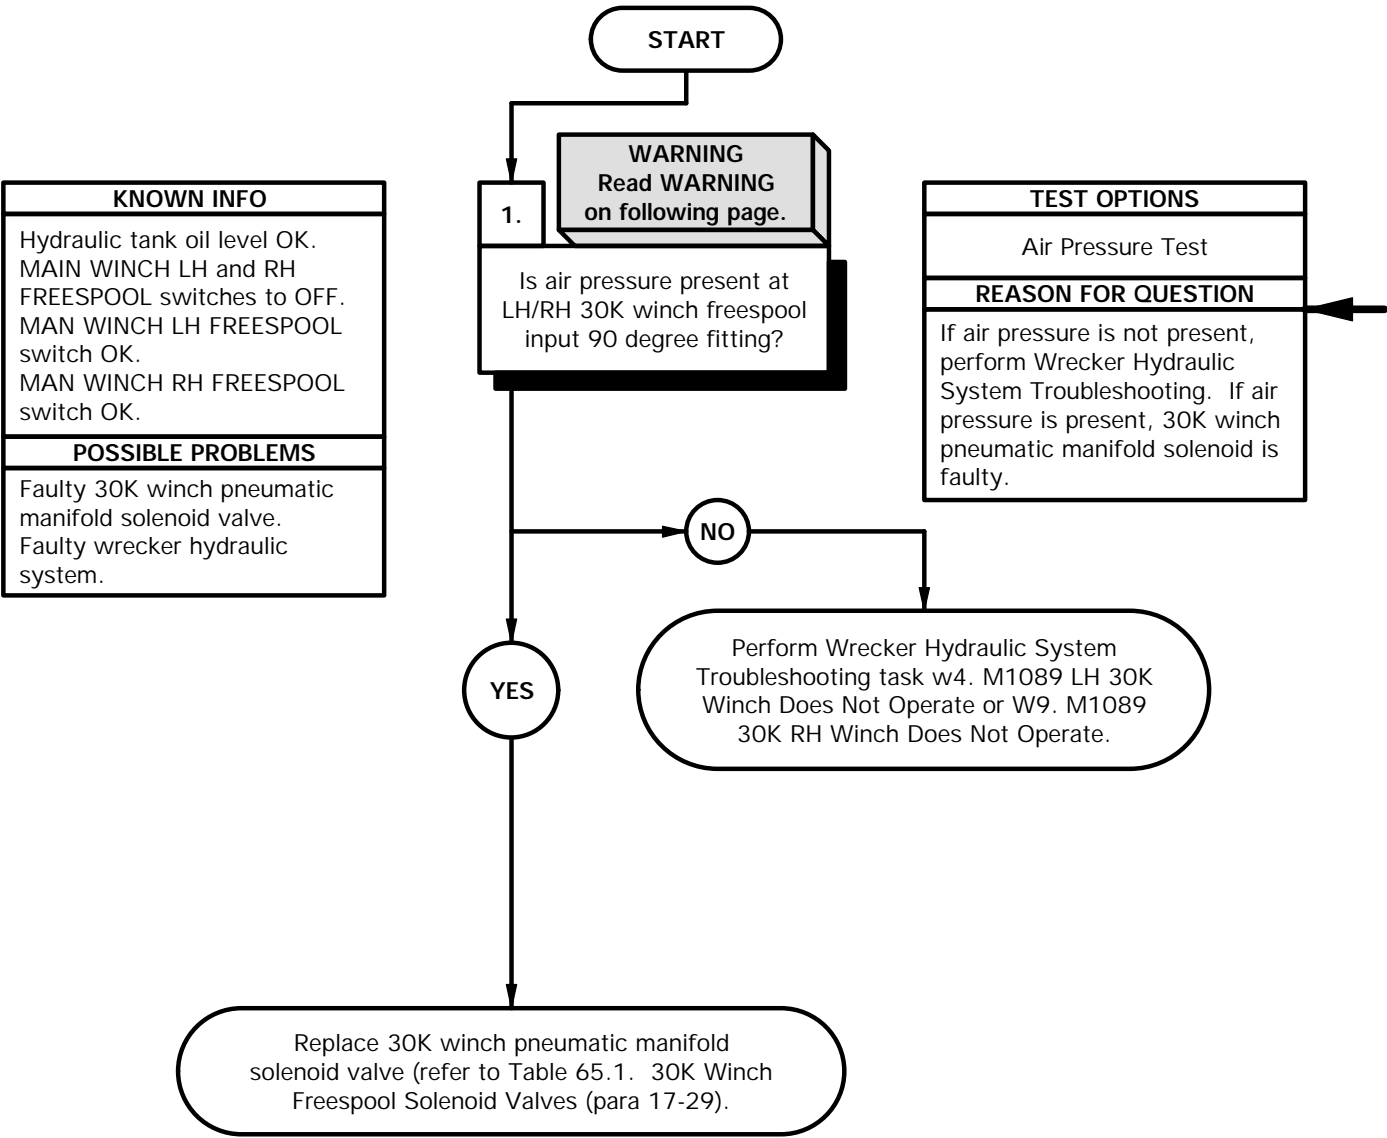 START
KNOWN INFO
Hydraulic tank oil level OK.
MAIN WINCH LH and RH
FREESPOOL switches to OFF.
MAN WINCH LH FREESPOOL
switch OK.
MAN WINCH RH FREESPOOL
switch OK.
POSSIBLE PROBLEMS
Faulty 30K winch pneumatic
manifold solenoid valve.
Faulty wrecker hydraulic
system.
WARNING
Read WARNING
on following page.
1.
Is air pressure present at
LH/RH 30K winch freespool
input 90 degree fitting?
TEST OPTIONS
Air Pressure Test
REASON FOR QUESTION
If air pressure is not present,
perform Wrecker Hydraulic
System Troubleshooting. If air
pressure is present, 30K winch
pneumatic manifold solenoid is
faulty.
NO
Perform Wrecker Hydraulic System
Troubleshooting task w4. M1089 LH 30K
Winch Does Not Operate or W9. M1089
30K RH Winch Does Not Operate.
YES
Replace 30K winch pneumatic manifold
solenoid valve (refer to Table 65.1. 30K Winch
Freespool Solenoid Valves (para 17-29).